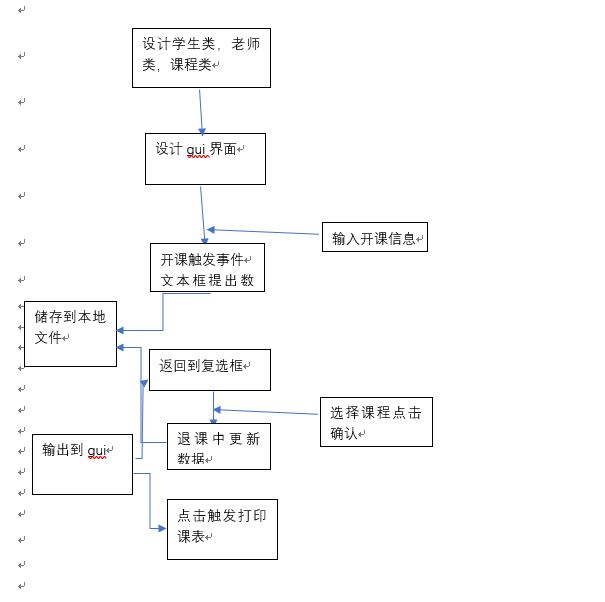 设计学生类，老师
类，课程类
设计 gui 界面
输入开课信息
开课触发事件
文本框提出数
储存到本地
文件
返回到复选框
选择课程点击
确认
退课中更新
数据
输出到 gui
点击触发打印
课表